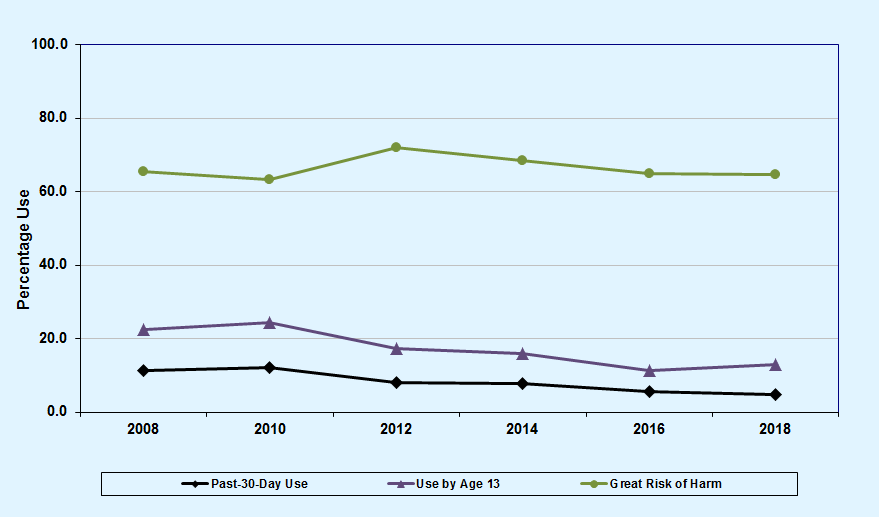 100.0
80.0
60.0
40.0
20.0
0.0
Percentage Use
2008 2010 2012 2014 2016 2018
Past-30-Day Use Use by Age 13 Great Risk of Harm